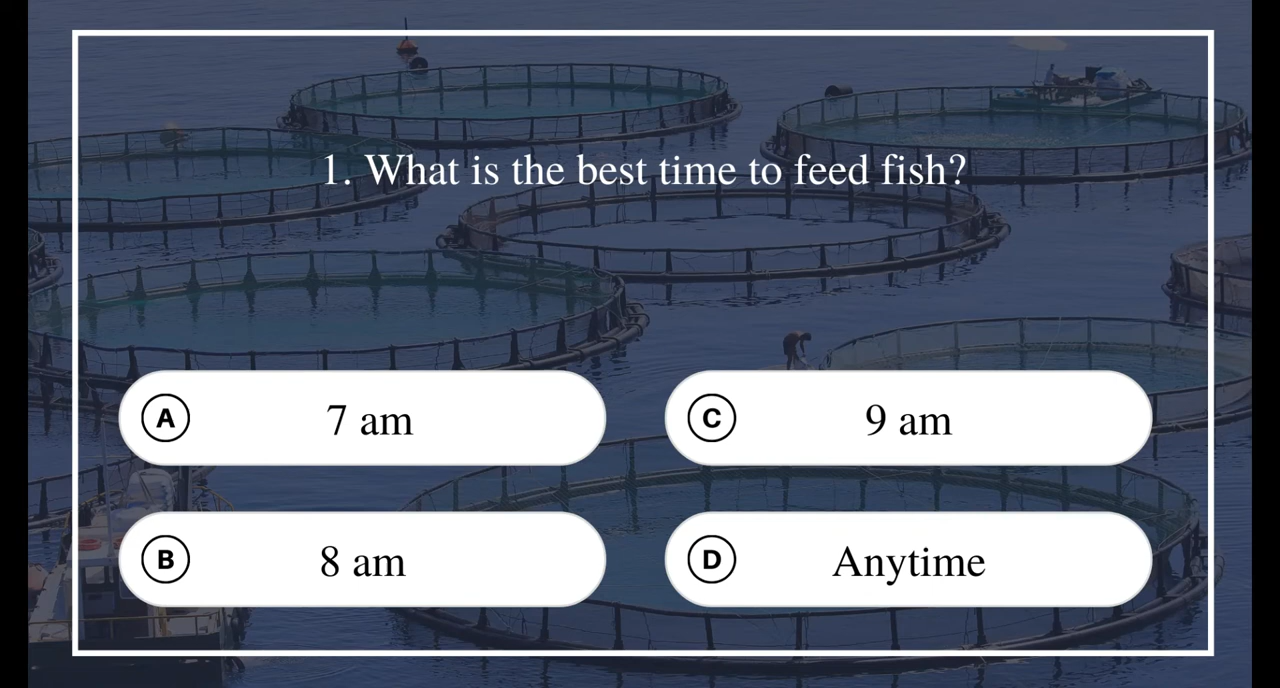 1. What is the best time to feed fish?
A 7 am
B 8 am
C 9 am
D Anytime